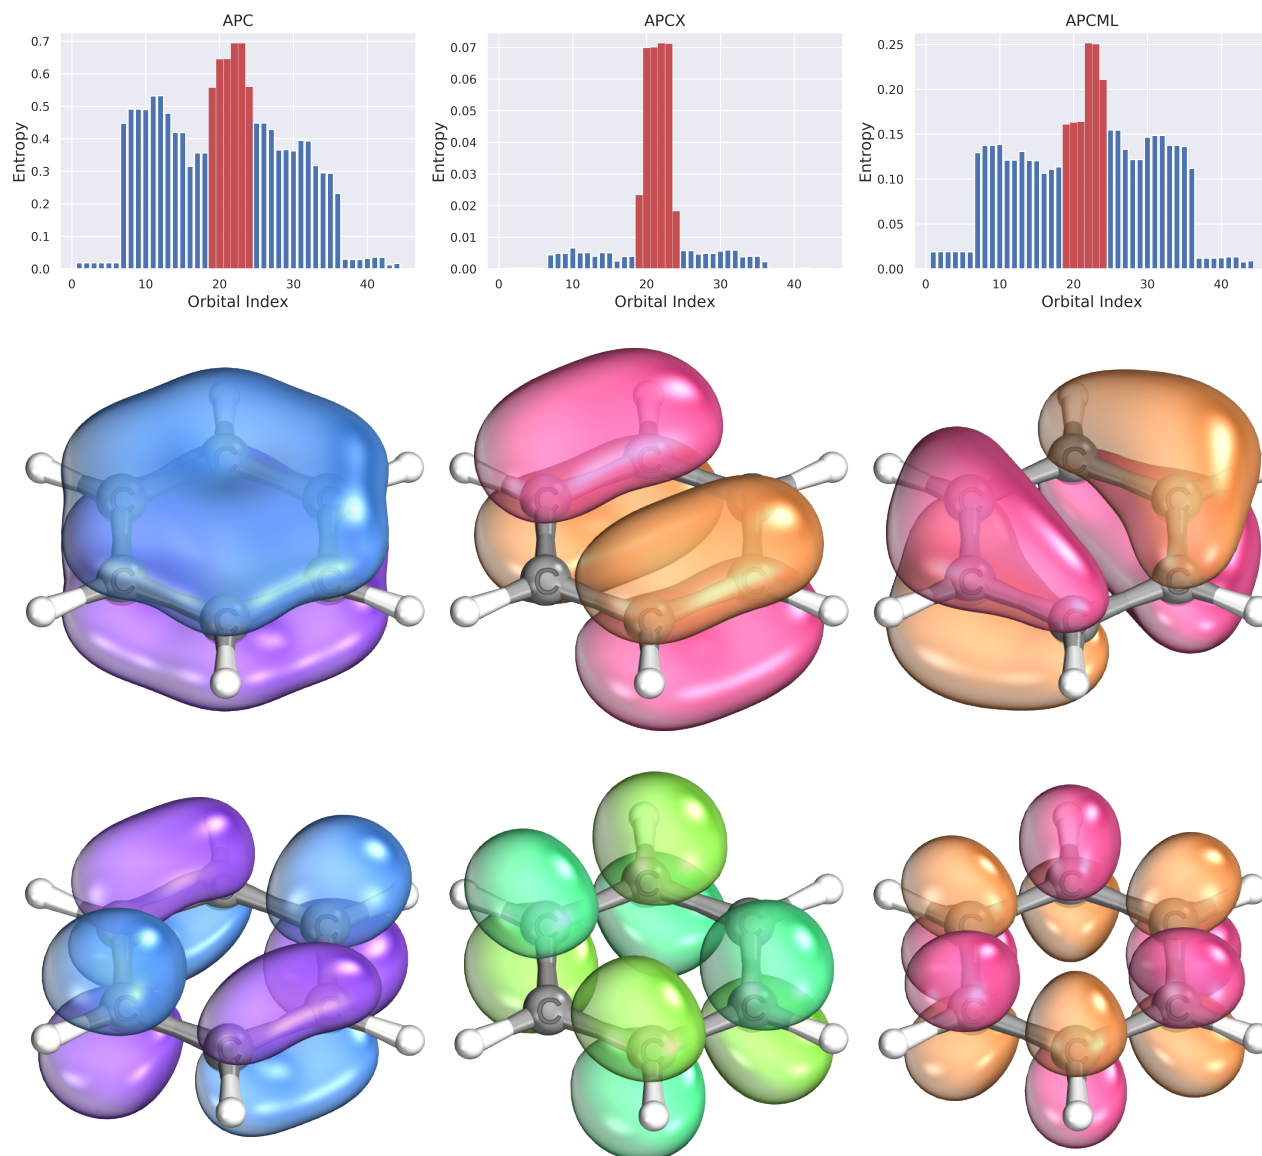 APC
0.7
0.6
0.5
0.4
0.3
0.2
0.1
0.0
Entropy
0 10 20 30 40
Orbital Index
APCX
0.07
0.06
0.05
0.04
0.03
0.02
0.01
0.00
Entropy
0 10 20 30 40
Orbital Index
APCML
0.25
0.20
0.15
0.10
0.05
0.00
Entropy
0 10 20 30 40
Orbital Index
C
C C
C C
C
C
C C
C C
C
C
C C
C C
C
C
C C
C C
C
C
C C
C C
C
C
C C
C C
C